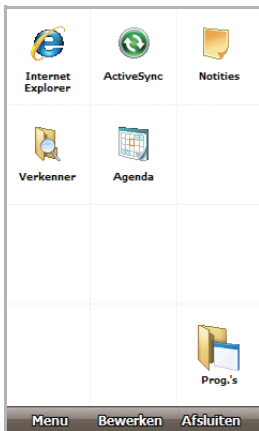 Internet
Explorer
ActiveSync
Notities
Verkenner
Agenda
Prog.'s
Menu Bewerken Afsluiten